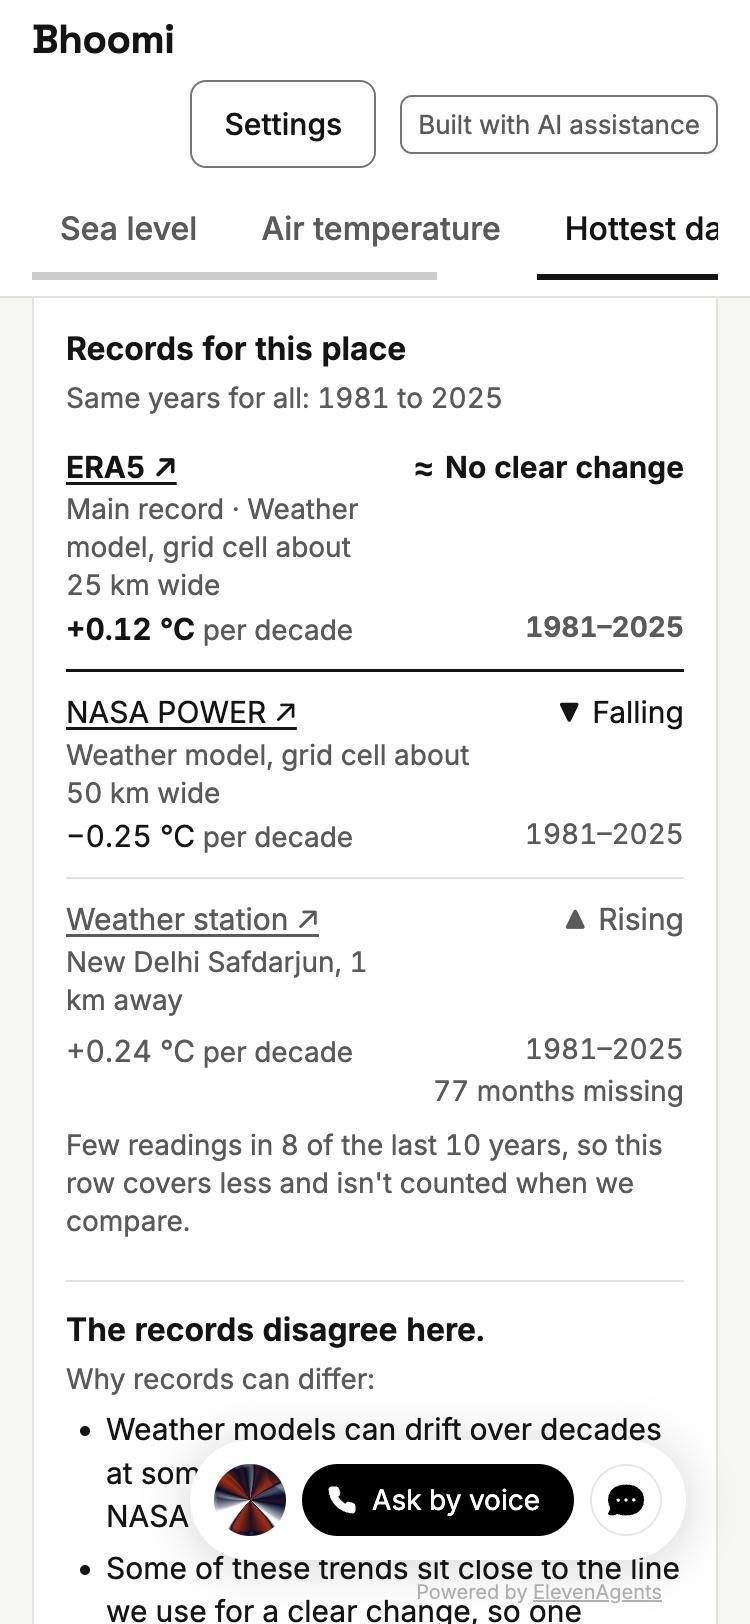 Bhoomi
Settings
Built with AI assistance
Sea level
Air temperature
Hottest da
Records for this place
Same years for all: 1981 to 2025
ERA5 ↗
≈ No clear change
Main record · Weather
model, grid cell about
25 km wide
+0.12 °C per decade
1981–2025
NASA POWER ↗
▼ Falling
Weather model, grid cell about
50 km wide
−0.25 °C per decade
1981–2025
Weather station ↗
▲ Rising
New Delhi Safdarjun, 1
km away
+0.24 °C per decade
1981–2025
77 months missing
Few readings in 8 of the last 10 years, so this
row covers less and isn't counted when we
compare.
The records disagree here.
Why records can differ:
• Weather models can drift over decades
at som
NASA
Ask by voice
• Some of these trends sit close to the line
Powered by ElevenAgents
we use for a clear change, so one